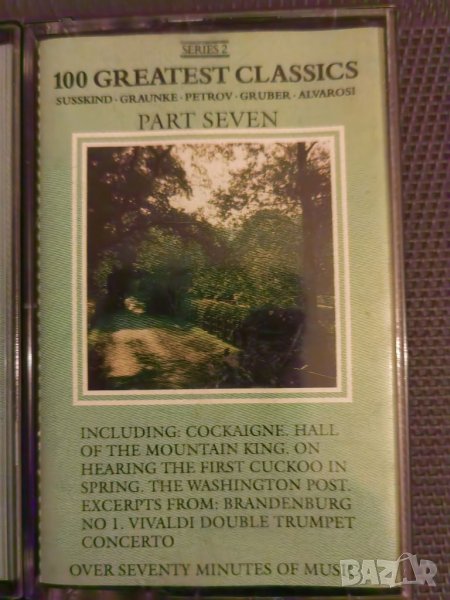 SERIES 2
100 GREATEST CLASSICS
SUSSKIND · GRAUNKE · PETROV · GRUBER · ALVAROSI
PART SEVEN
INCLUDING: COCKAIGNE. HALL
OF THE MOUNTAIN KING. ON
HEARING THE FIRST CUCKOO IN
SPRING. THE WASHINGTON POST.
EXCERPTS FROM: BRANDENBURG
NO 1. VIVALDI DOUBLE TRUMPET
CONCERTO
OVER SEVENTY MINUTES OF MUSIC
BAZAR